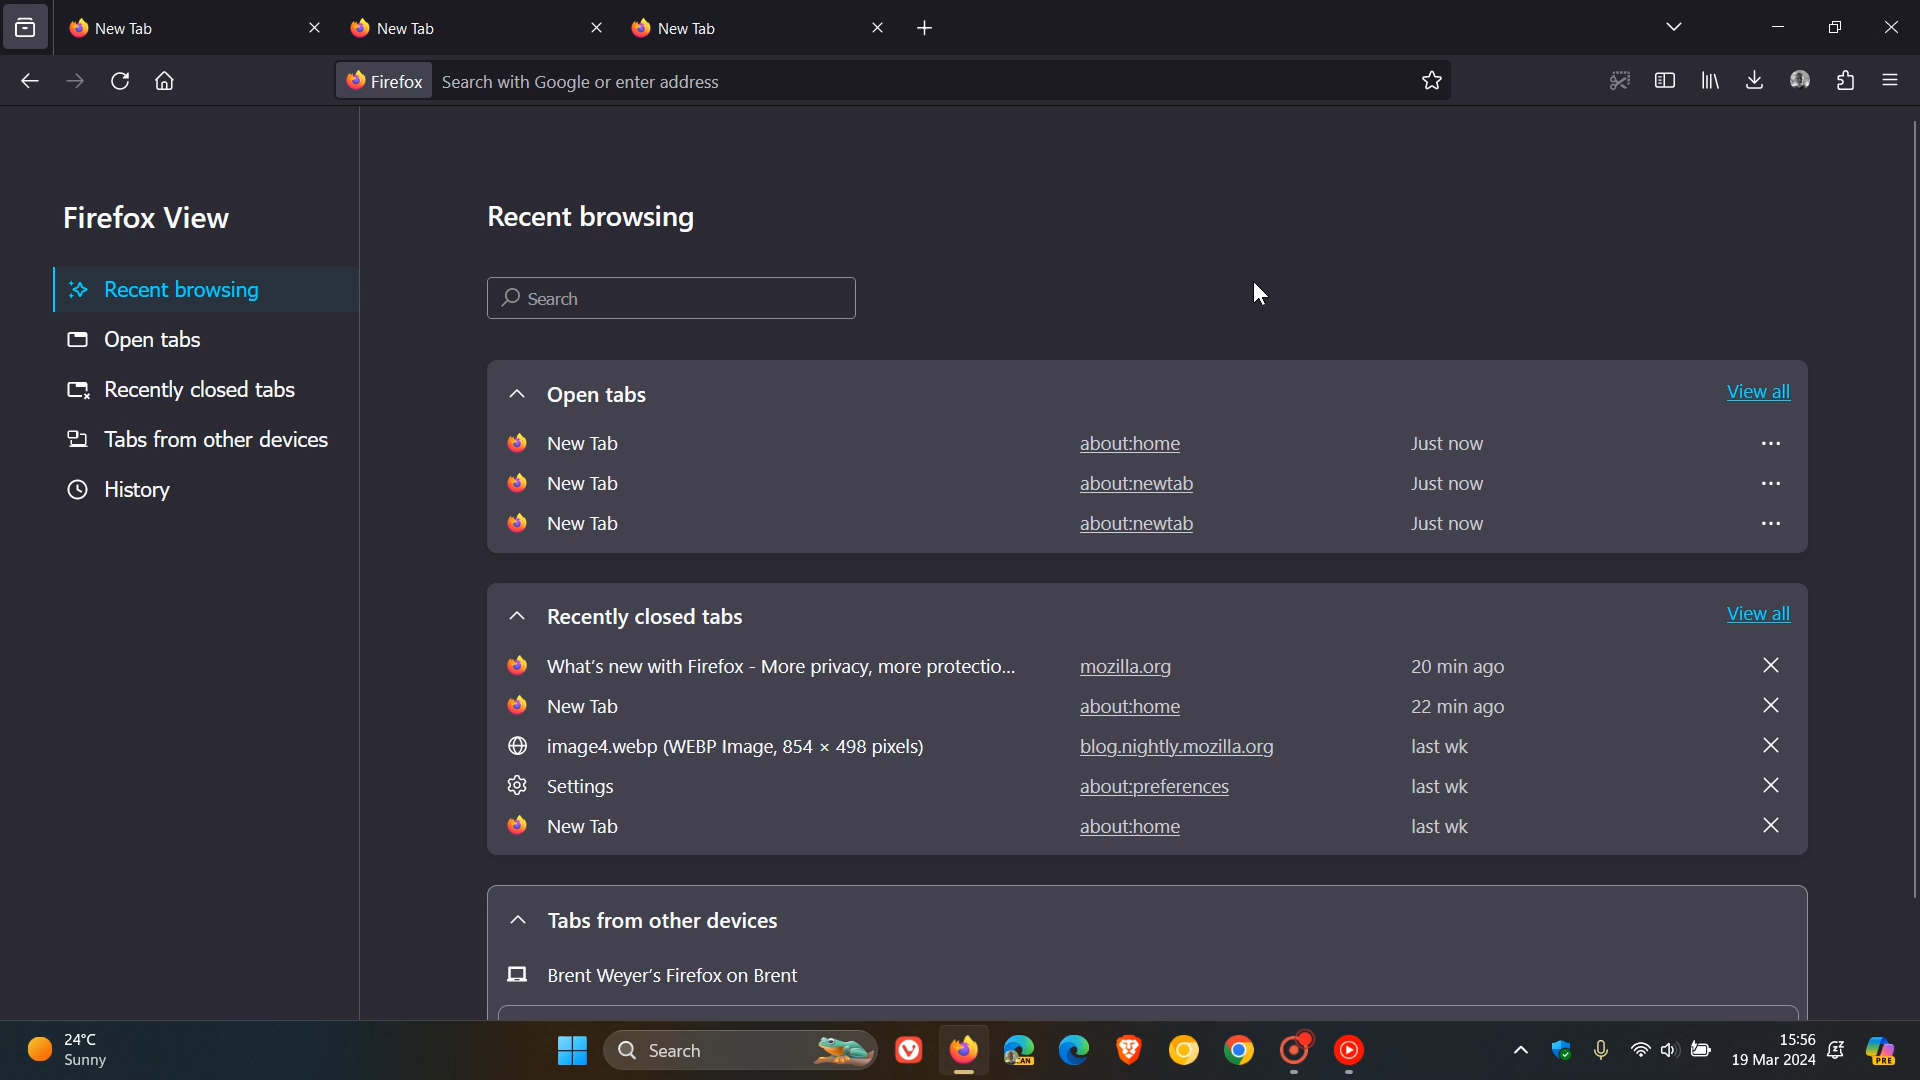 New Tab
New Tab
New Tab
Firefox
Search with Google or enter address
Firefox View
Recent browsing
Open tabs
Recently closed tabs
Tabs from other devices
History
Recent browsing
Search
Open tabs
View all
New Tab about:home Just now
New Tab about:newtab Just now
New Tab about:newtab Just now
Recently closed tabs
View all
What's new with Firefox - More privacy, more protectio... mozilla.org 20 min ago
New Tab about:home 22 min ago
image4.webp (WEBP Image, 854 × 498 pixels) blog.nightly.mozilla.org last wk
Settings about:preferences last wk
New Tab about:home last wk
Tabs from other devices
Brent Weyer's Firefox on Brent
24°C
Sunny
Search
CAN
15:56
19 Mar 2024
PRE